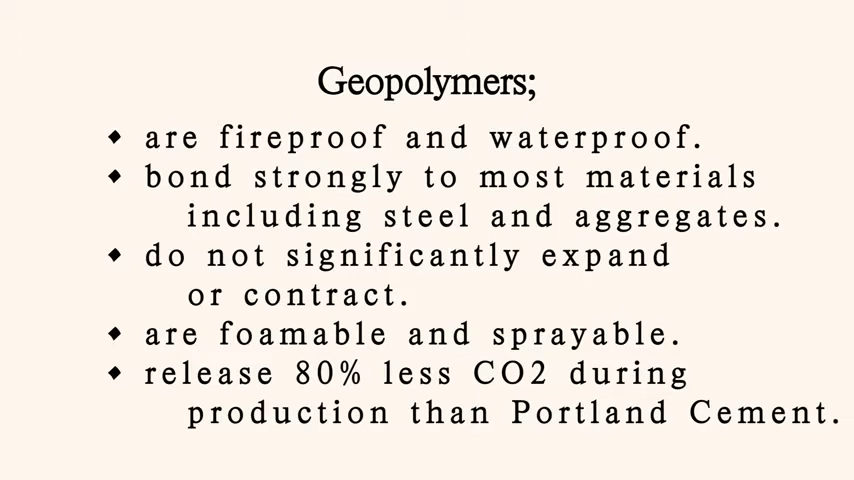 Geopolymers;
◆ are fireproof and waterproof.
◆ bond strongly to most materials
including steel and aggregates.
◆ do not significantly expand
or contract.
◆ are foamable and sprayable.
◆ release 80% less CO2 during
production than Portland Cement.